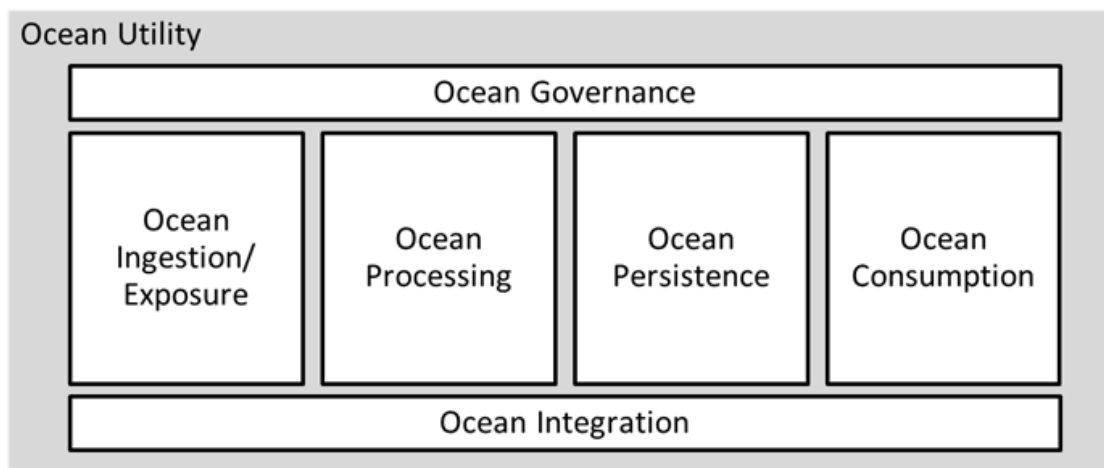 Ocean Utility
Ocean Governance
Ocean
Ingestion/
Exposure
Ocean
Processing
Ocean
Persistence
Ocean
Consumption
Ocean Integration